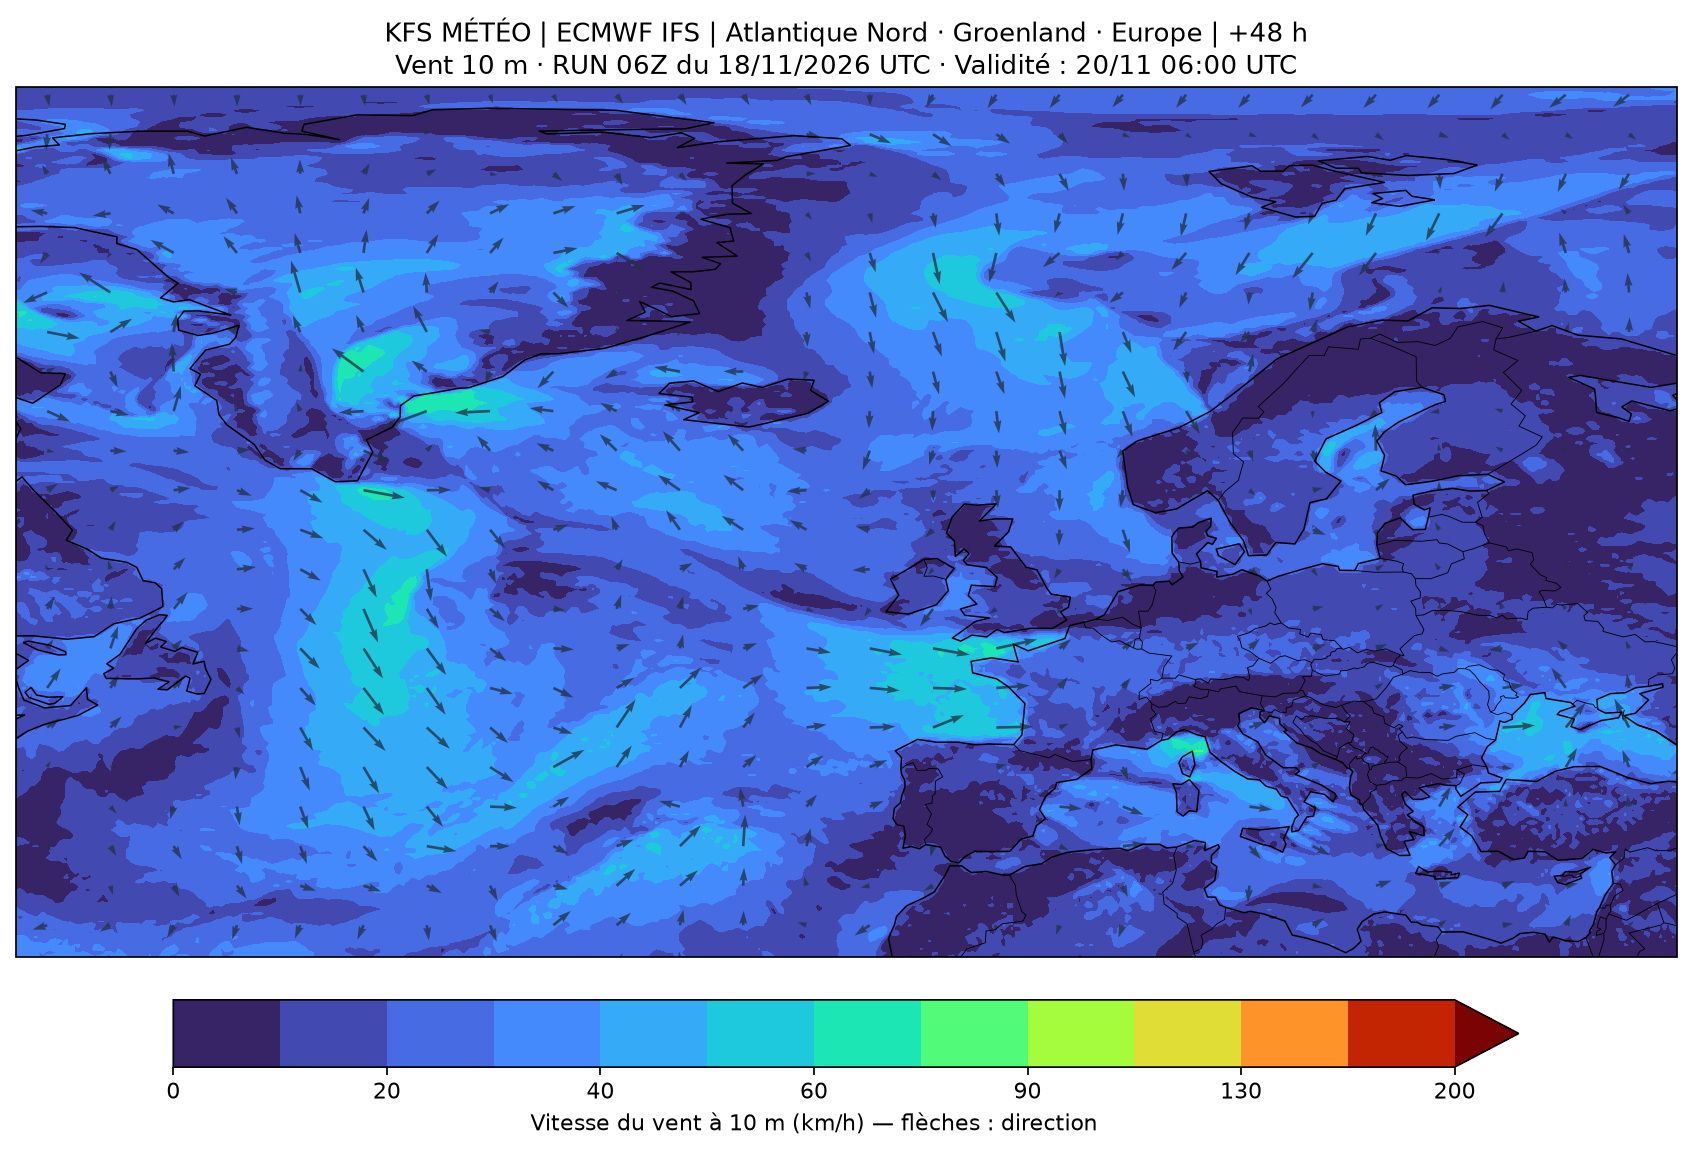 KFS MÉTÉO | ECMWF IFS | Atlantique Nord · Groenland · Europe | +48 h
Vent 10 m · RUN 06Z du 18/11/2026 UTC · Validité : 20/11 06:00 UTC
0 20 40 60 90 130 200
Vitesse du vent à 10 m (km/h) — flèches : direction